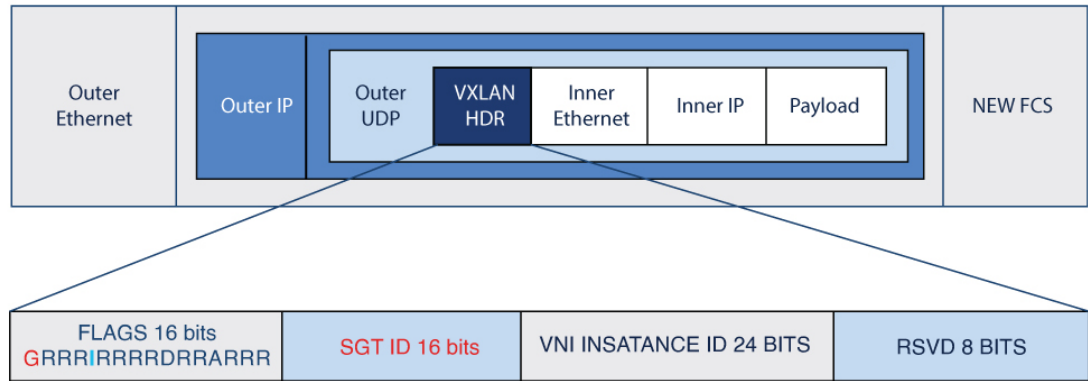 Outer
Ethernet
Outer IP
Outer
UDP
VXLAN
HDR
Inner
Ethernet
Inner IP
Payload
NEW FCS
FLAGS 16 bits
GRRRIRRRRDRRARRR
SGT ID 16 bits
VNI INSATANCE ID 24 BITS
RSVD 8 BITS